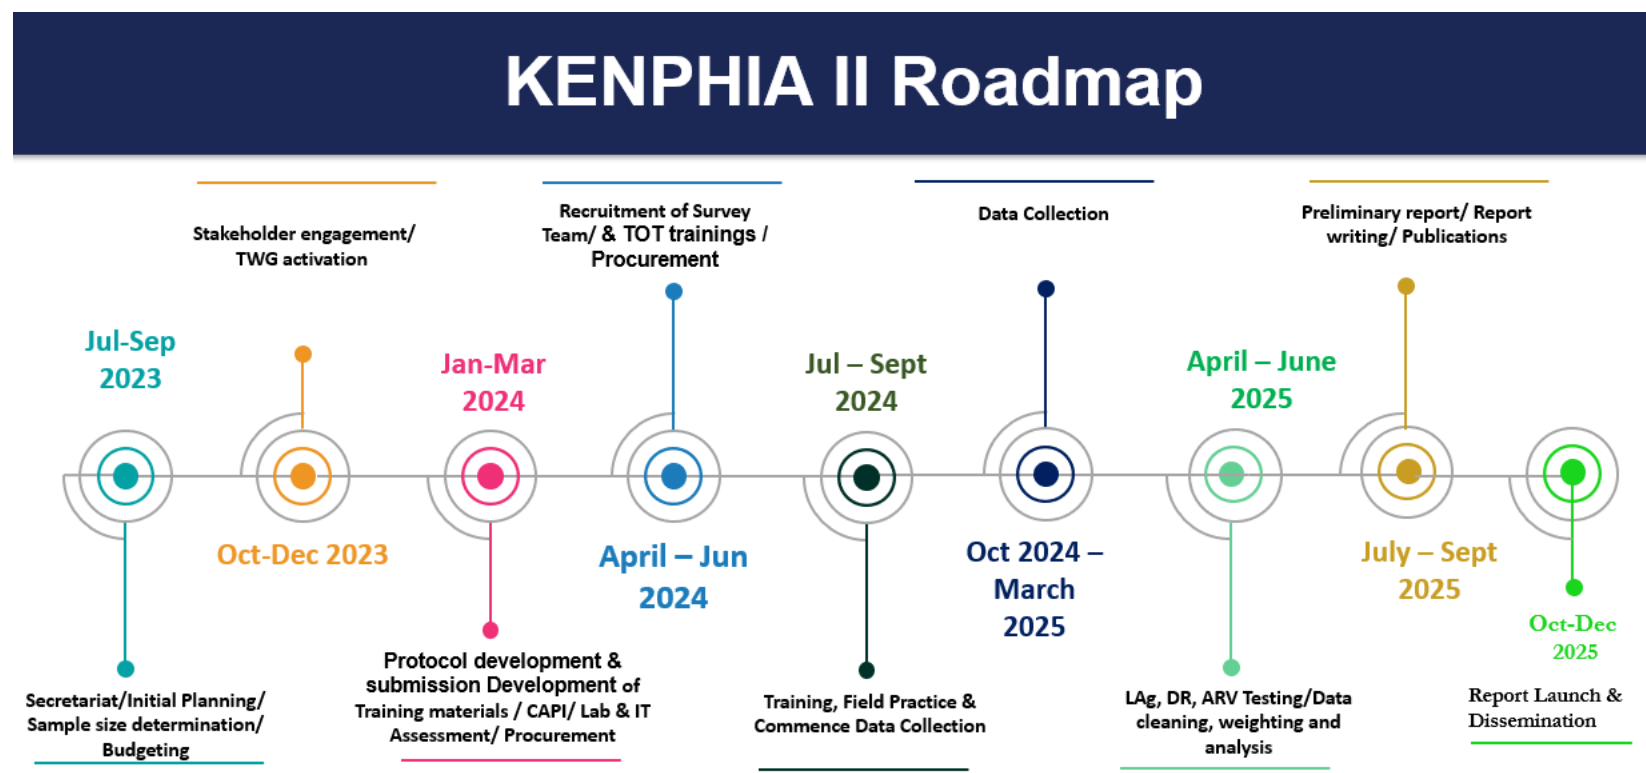 KENPHIA II Roadmap
Jul-Sep
2023
Secretariat/Initial Planning/
Sample size determination/
Budgeting
Stakeholder engagement/
TWG activation
Oct-Dec 2023
Jan-Mar
2024
Protocol development &
submission Development of
Training materials / CAPI/ Lab & IT
Assessment/ Procurement
Recruitment of Survey
Team/ & TOT trainings /
Procurement
April – Jun
2024
Jul – Sept
2024
Training, Field Practice &
Commence Data Collection
Data Collection
Oct 2024 –
March
2025
April – June
2025
LAg, DR, ARV Testing/Data
cleaning, weighting and
analysis
Preliminary report/ Report
writing/ Publications
July – Sept
2025
Oct-Dec
2025
Report Launch &
Dissemination